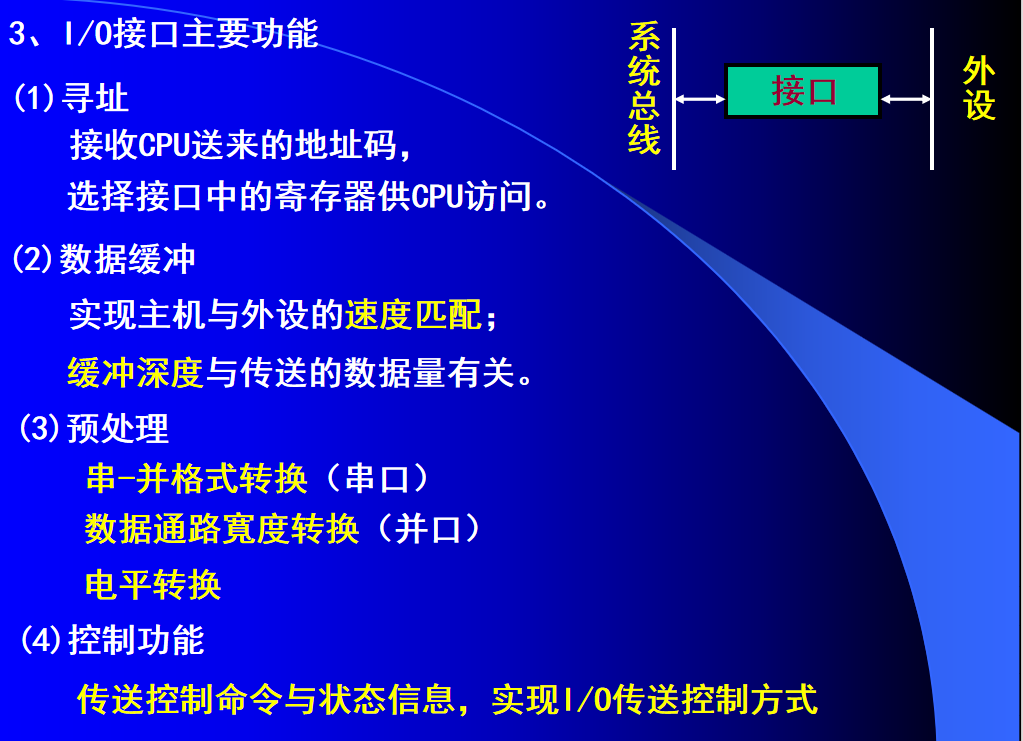 3、I/O接口主要功能
(1)寻址
接收CPU送来的地址码，
选择接口中的寄存器供CPU访问。
(2)数据缓冲
实现主机与外设的速度匹配；
缓冲深度与传送的数据量有关。
(3)预处理
串-并格式转换（串口）
数据通路寬度转换（并口）
电平转换
(4)控制功能
传送控制命令与状态信息，实现I/O传送控制方式
系统总线
接口
外设